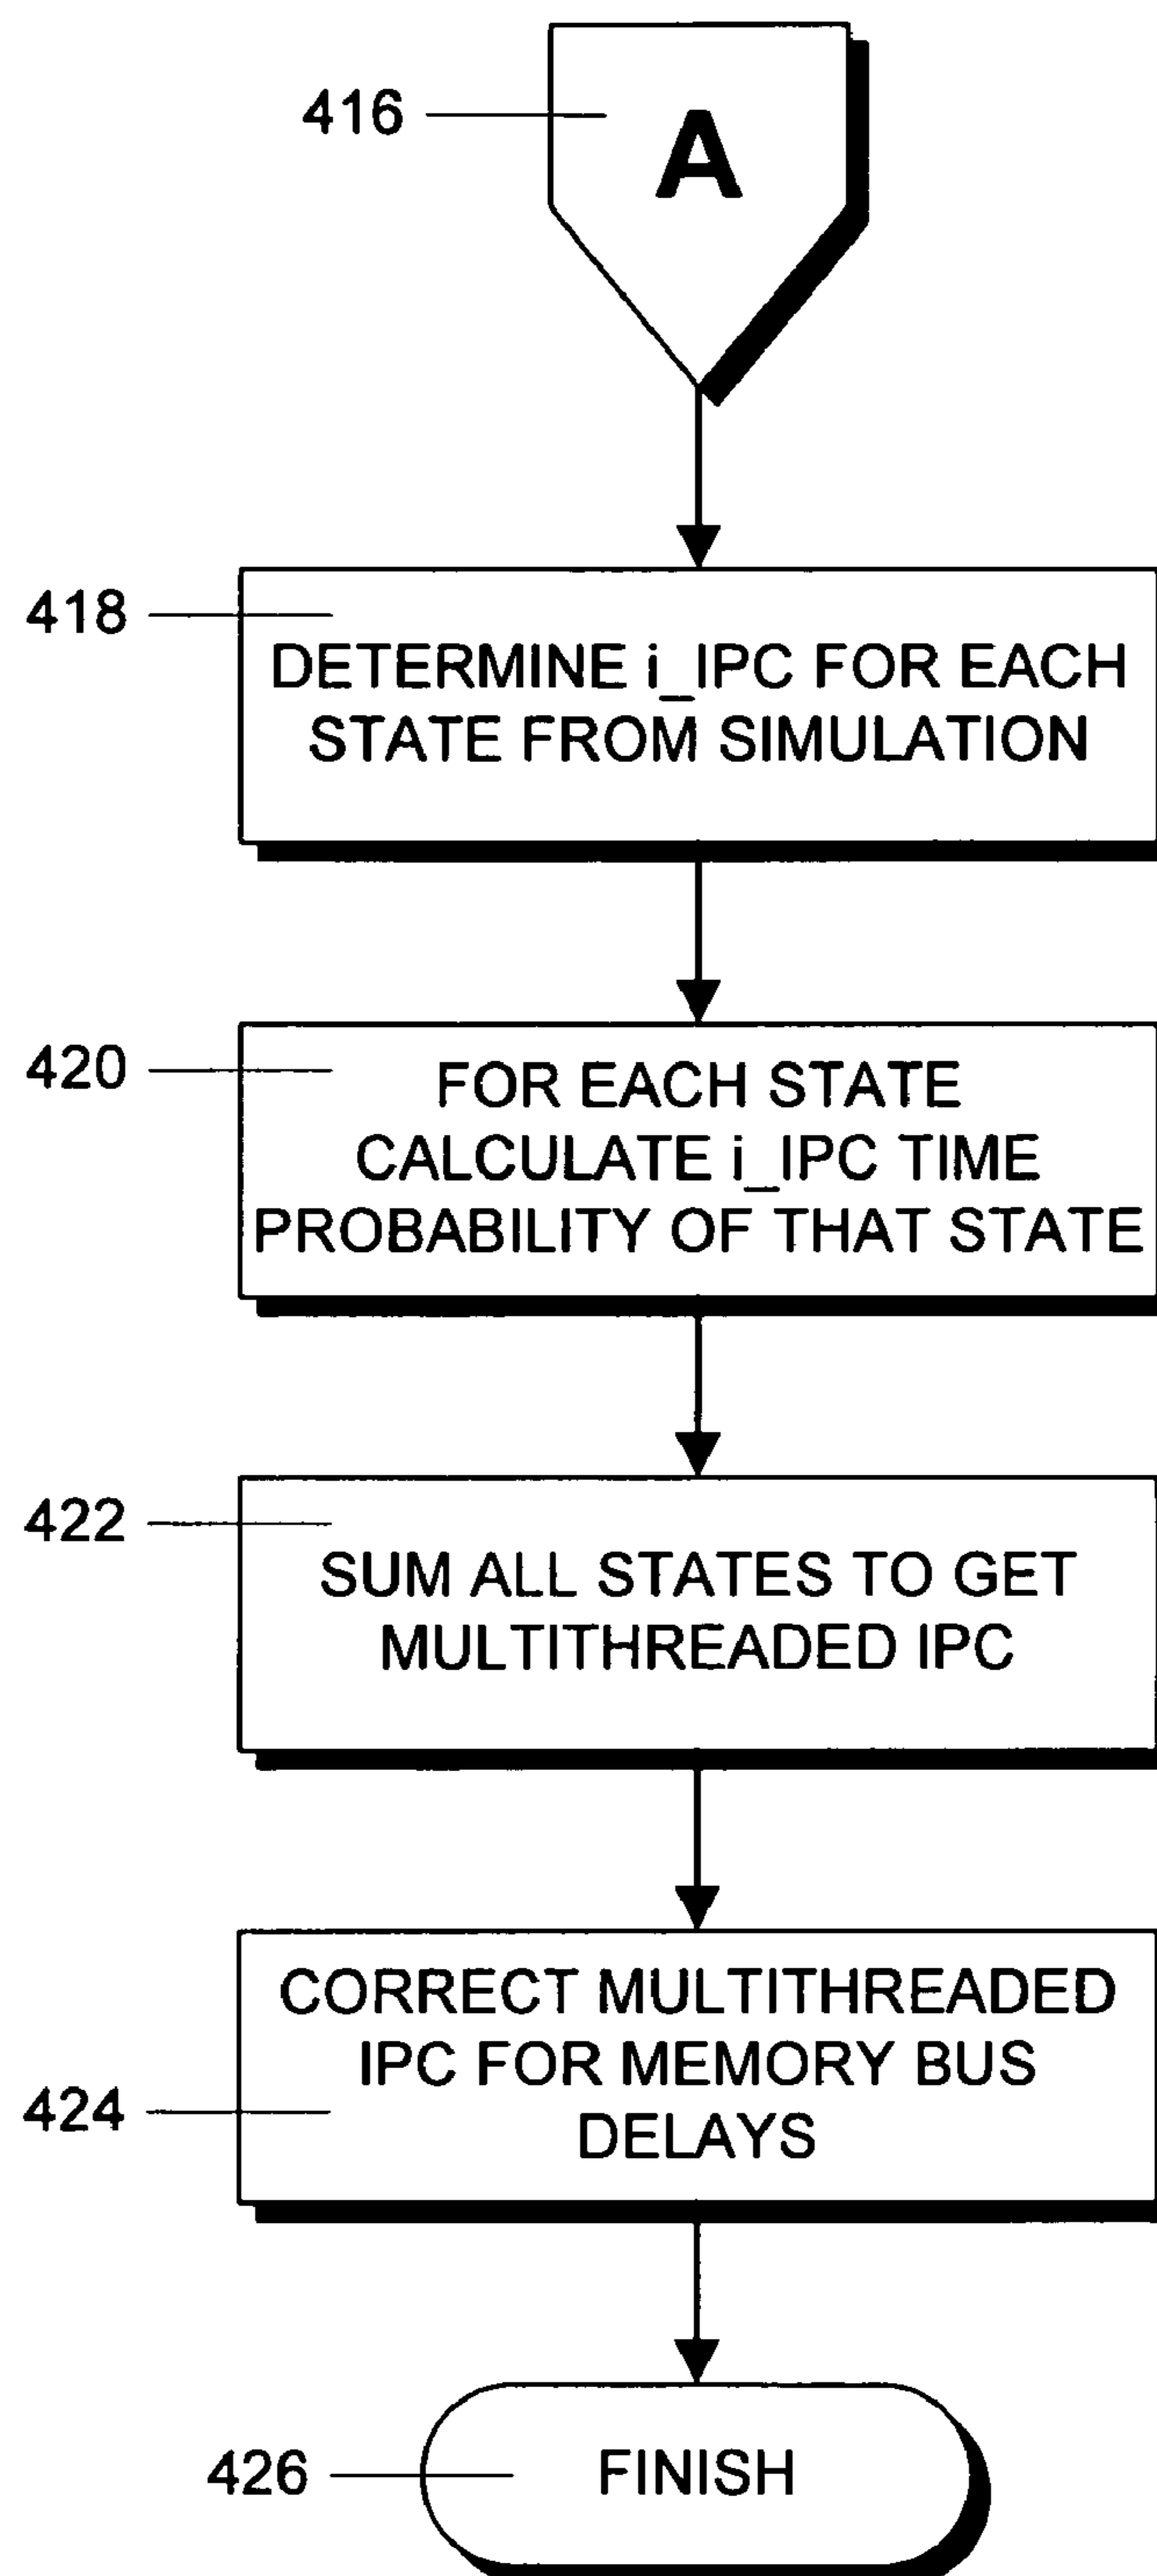 416
A
418
DETERMINE i_IPC FOR EACH
STATE FROM SIMULATION
420
FOR EACH STATE
CALCULATE i_IPC TIME
PROBABILITY OF THAT STATE
422
SUM ALL STATES TO GET
MULTITHREADED IPC
CORRECT MULTITHREADED
IPC FOR MEMORY BUS
424
DELAYS
426
FINISH